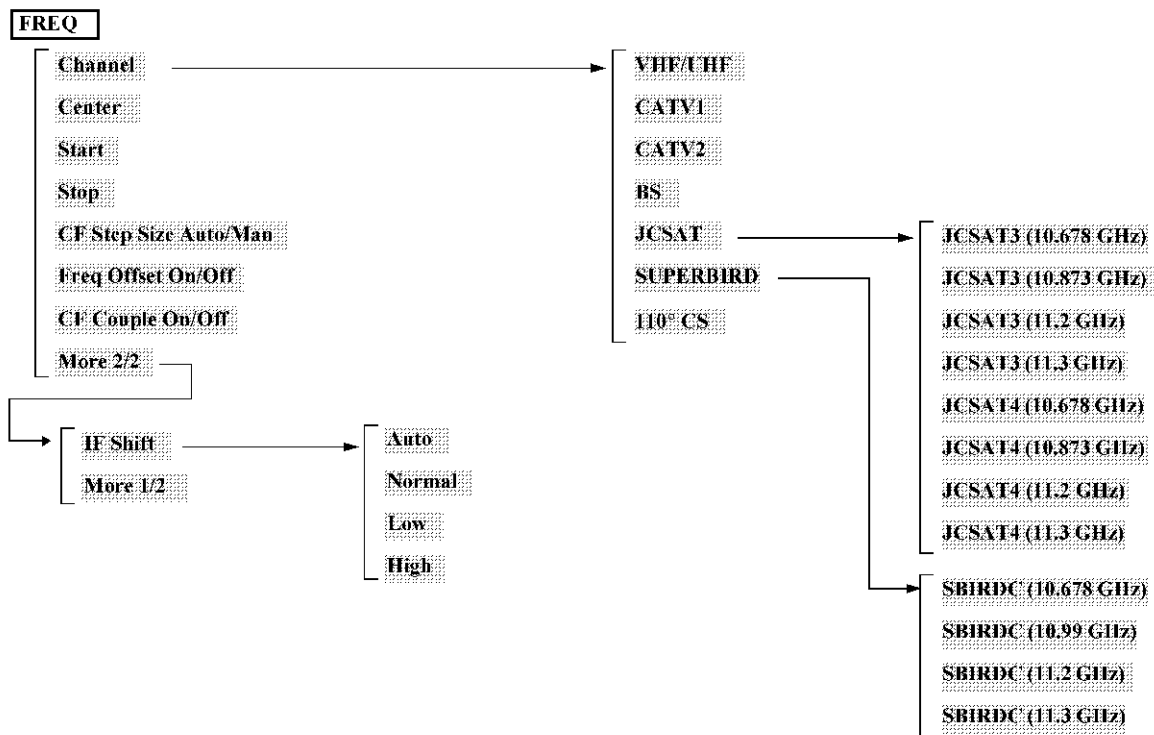 FREQ
Channel
Center
Start
Stop
CF Step Size Auto/Man
Freq Offset On/Off
CF Couple On/Off
More 2/2
IF Shift
More 1/2
Auto
Normal
Low
High
VHF/UHF
CATV1
CATV2
BS
JCSAT
SUPERBIRD
110° CS
JCSAT3 (10.678 GHz)
JCSAT3 (10.873 GHz)
JCSAT3 (11.2 GHz)
JCSAT3 (11.3 GHz)
JCSAT4 (10.678 GHz)
JCSAT4 (10.873 GHz)
JCSAT4 (11.2 GHz)
JCSAT4 (11.3 GHz)
SBIRDC (10.678 GHz)
SBIRDC (10.99 GHz)
SBIRDC (11.2 GHz)
SBIRDC (11.3 GHz)